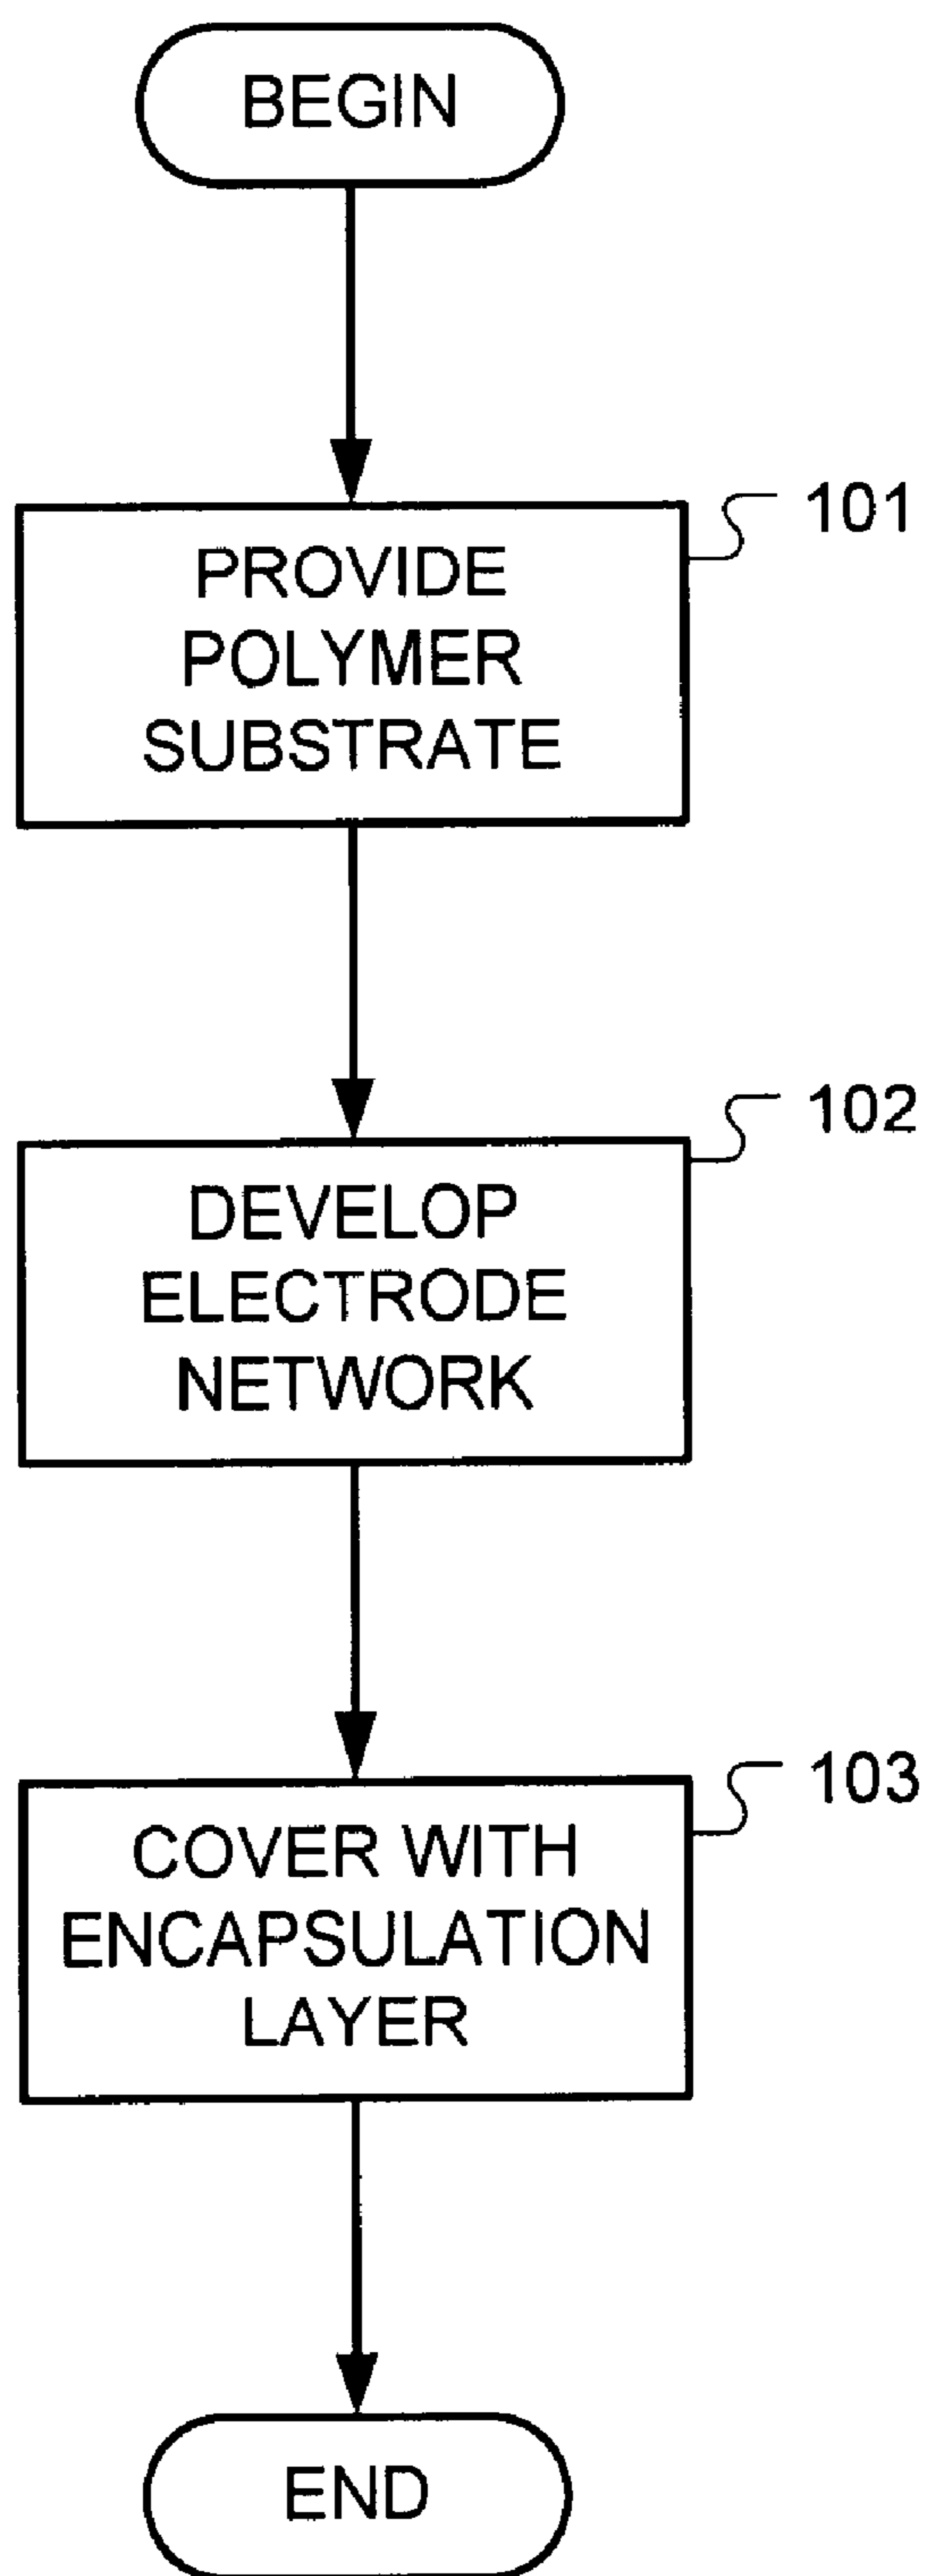 BEGIN
101
PROVIDE
POLYMER
SUBSTRATE
102
DEVELOP
ELECTRODE
NETWORK
103
COVER WITH
ENCAPSULATION
LAYER
END